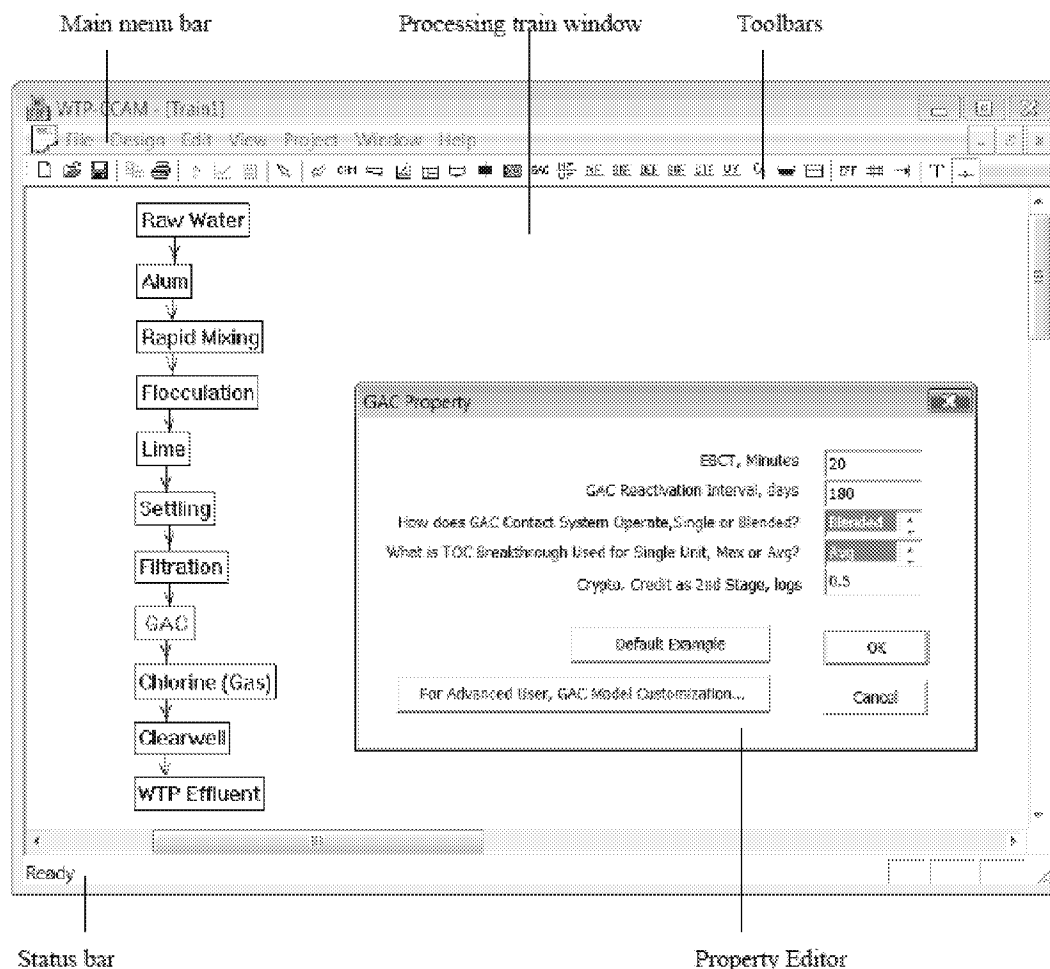 Main menu bar
Processing train window
Toolbars
WTP-CCAM - [Train1]
File Design Edit View Project Window Help
GAC
Raw Water
Alum
Rapid Mixing
Flocculation
Lime
Settling
Filtration
GAC
Chlorine (Gas)
Clearwell
WTP Effluent
GAC Property
EBCT, Minutes
20
GAC Reactivation Interval, days
180
How does GAC Contact System Operate,Single or Blended?
Blended
What is TOC Breakthrough Used for Single Unit, Max or Avg?
Avg
Crypto. Credit as 2nd Stage, logs
0.5
Default Example
OK
For Advanced User, GAC Model Customization...
Cancel
Ready
Status bar
Property Editor